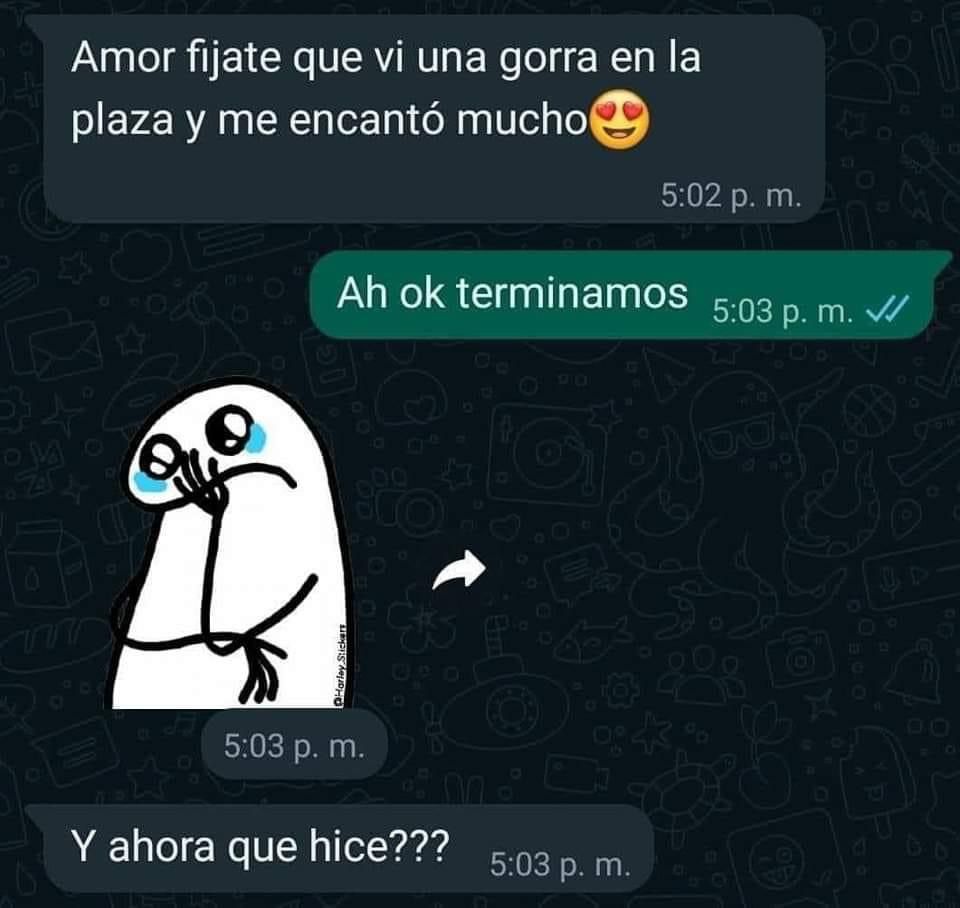 Amor fijate que vi una gorra en la
plaza y me encantó mucho😍
5:02 p. m.
Ah ok terminamos 5:03 p. m.
@Harley.Stickers
5:03 p. m.
Y ahora que hice??? 5:03 p. m.